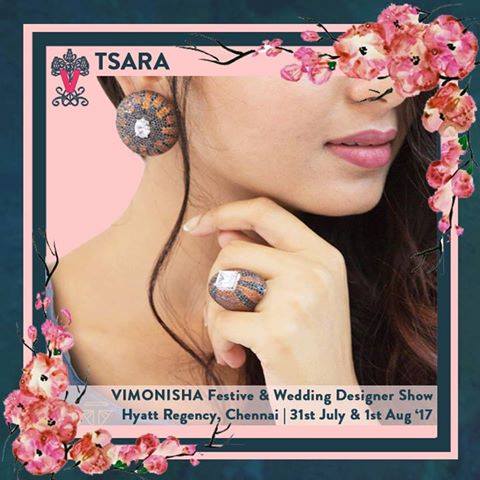 TSARA
V
VIMONISHA Festive & Wedding Designer Show
Hyatt Regency, Chennai | 31st July & 1st Aug '17